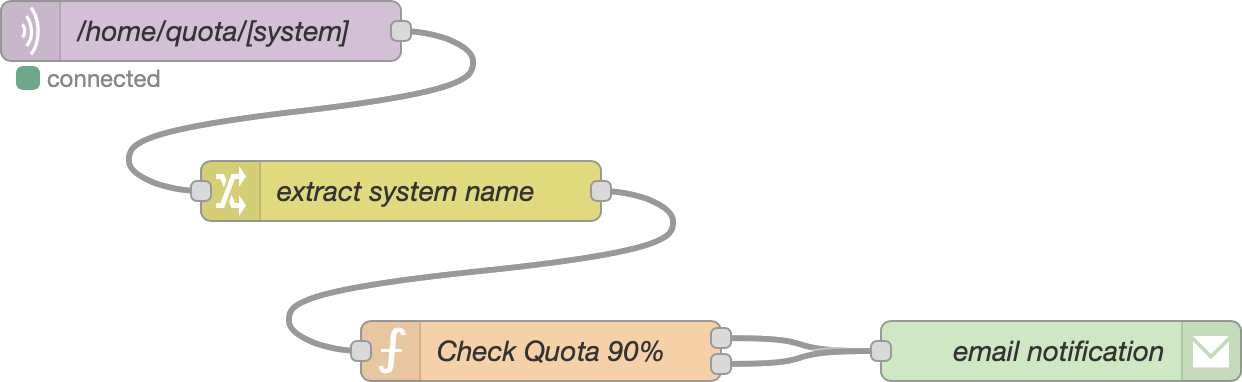 /home/quota/[system]
connected
extract system name
Check Quota 90%
email notification